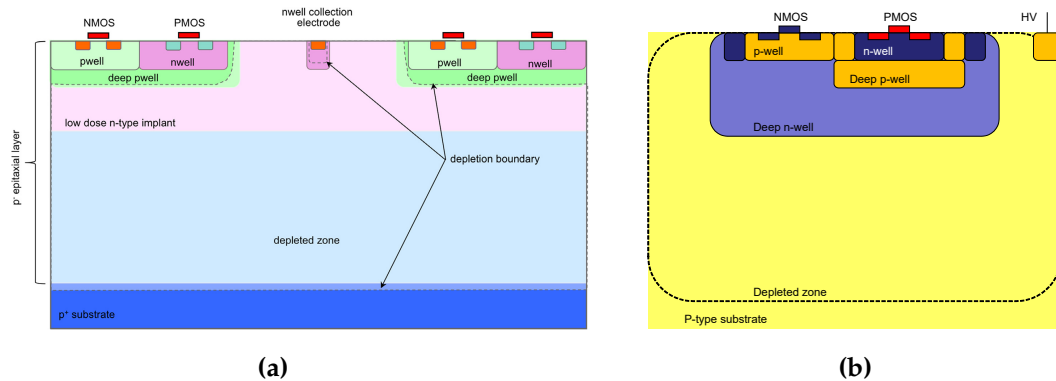 NMOS
PMOS
nwell collection
electrode
pwell
nwell
deep pwell
pwell
nwell
deep pwell
low dose n-type implant
p⁻ epitaxial layer
depletion boundary
depleted zone
p⁺ substrate
(a)
NMOS
PMOS
HV
p-well
n-well
Deep p-well
Deep n-well
Depleted zone
P-type substrate
(b)